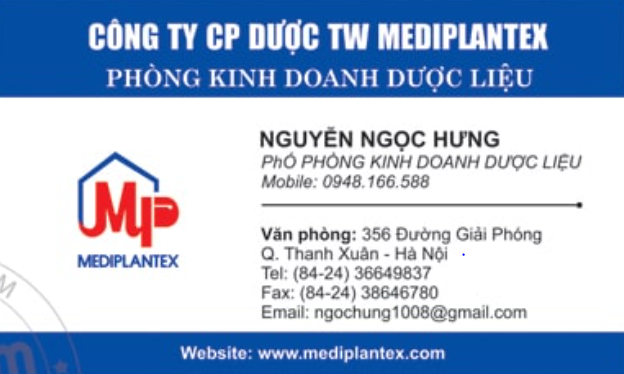 CÔNG TY CP DƯỢC TW MEDIPLANTEX
PHÒNG KINH DOANH DƯỢC LIỆU
NGUYỄN NGỌC HƯNG
PHÓ PHÒNG KINH DOANH DƯỢC LIỆU
Mobile: 0948.166.588
MP
MEDIPLANTEX
Văn phòng: 356 Đường Giải Phóng
Q. Thanh Xuân - Hà Nội
Tel: (84-24) 36649837
Fax: (84-24) 38646780
Email: ngochung1008@gmail.com
Website: www.mediplantex.com